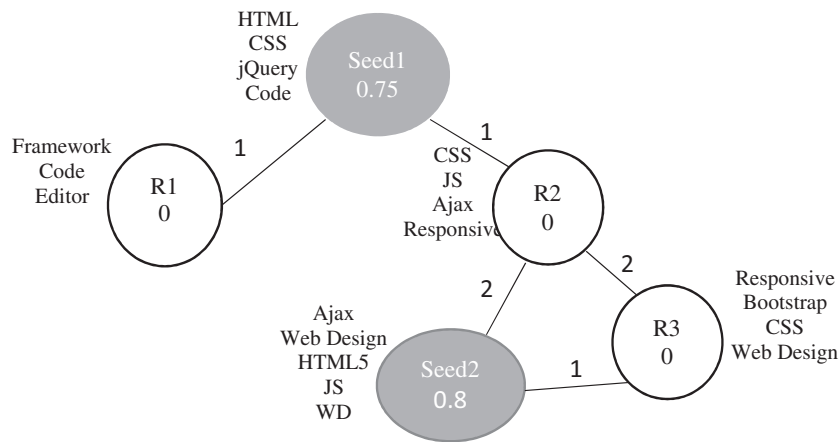 HTML
CSS
jQuery
Code
Seed1
0.75
1
1
Framework
Code
Editor
R1
0
CSS
JS
Ajax
Responsive
R2
0
2
2
Responsive
Bootstrap
CSS
Web Design
R3
0
Ajax
Web Design
HTML5
JS
WD
Seed2
0.8
1